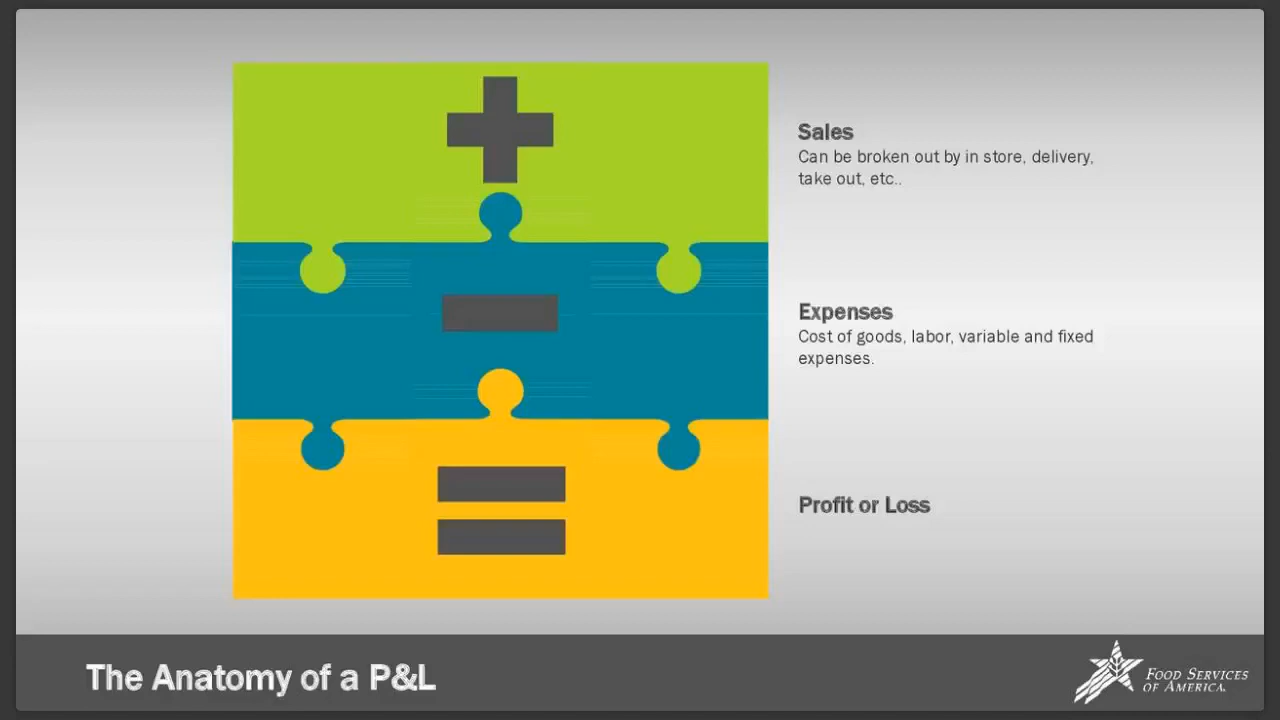 Sales
Can be broken out by in store, delivery,
take out, etc..
Expenses
Cost of goods, labor, variable and fixed
expenses.
Profit or Loss
The Anatomy of a P&L
FOOD SERVICES
OF AMERICA.